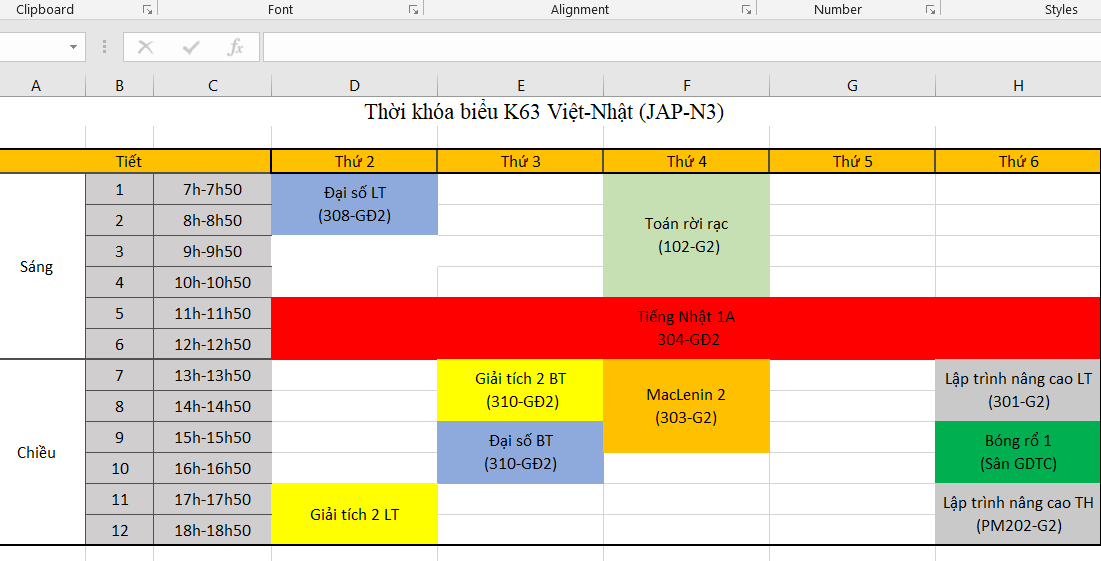 Clipboard Font Alignment Number Styles
fx
A B C D E F G H
Thời khóa biểu K63 Việt-Nhật (JAP-N3)
Tiết Thứ 2 Thứ 3 Thứ 4 Thứ 5 Thứ 6
Sáng
1 7h-7h50
2 8h-8h50
3 9h-9h50
4 10h-10h50
5 11h-11h50
6 12h-12h50
Đại số LT
(308-GĐ2)
Toán rời rạc
(102-G2)
Tiếng Nhật 1A
304-GĐ2
Chiều
7 13h-13h50
8 14h-14h50
9 15h-15h50
10 16h-16h50
11 17h-17h50
12 18h-18h50
Giải tích 2 BT
(310-GĐ2)
MacLenin 2
(303-G2)
Lập trình nâng cao LT
(301-G2)
Đại số BT
(310-GĐ2)
Bóng rổ 1
(Sân GDTC)
Giải tích 2 LT
Lập trình nâng cao TH
(PM202-G2)